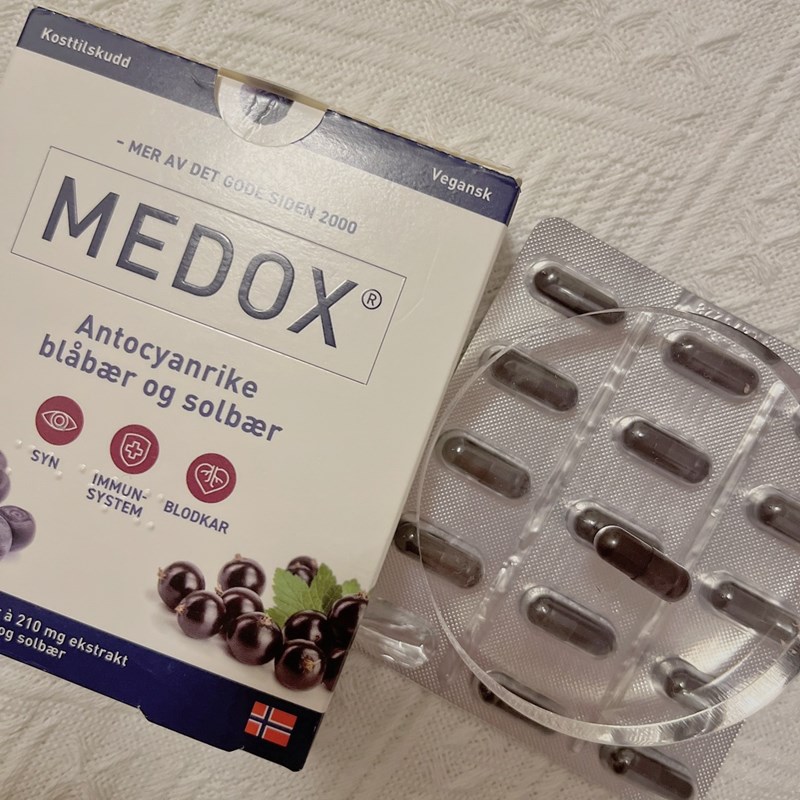 Kosttilskudd
Vegansk
- MER AV DET GODE SIDEN 2000
MEDOX®
Antocyanrike
blåbær og solbær
SYN
IMMUN-
SYSTEM
BLODKAR
à 210 mg ekstrakt
og solbær